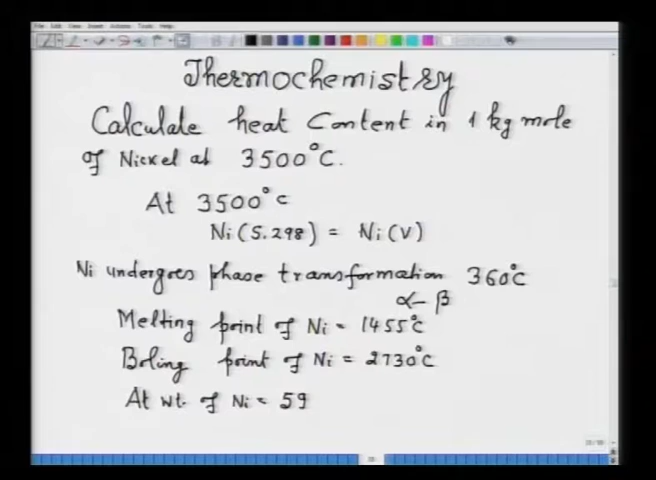 Thermochemistry
Calculate heat Content in 1 kg mole
of Nickel at 3500°C.
At 3500°C
Ni(s.298) = Ni(V)
Ni undergoes phase transformation 360°C
α-β
Melting point of Ni = 1455°C
Boling point of Ni = 2730°C
At wt. of Ni = 59